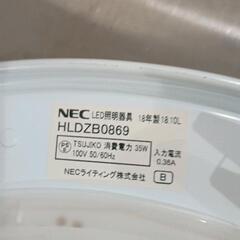 NEC LED照明器具 18年製 18.10L
HLDZB0869
TSUJIKO 消費電力 35W
100V 50/60Hz
入力電流
0.36A
NECライティング株式会社 B